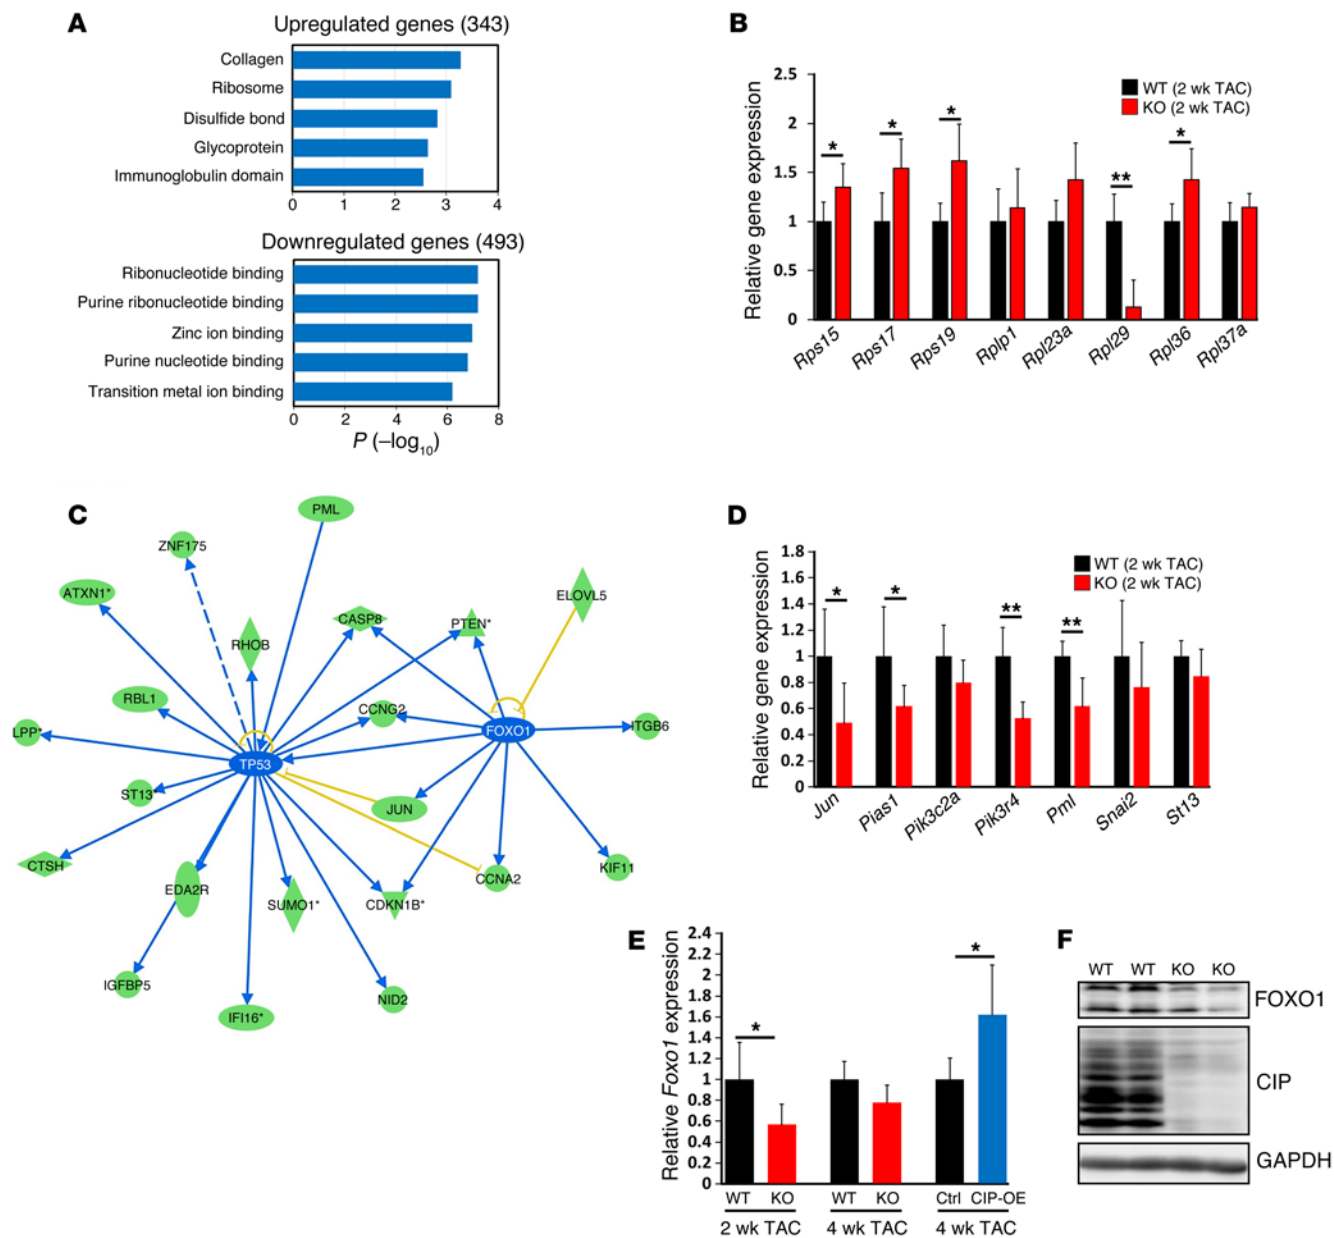 A
Upregulated genes (343)
Collagen
Ribosome
Disulfide bond
Glycoprotein
Immunoglobulin domain
0 1 2 3 4
Downregulated genes (493)
Ribonucleotide binding
Purine ribonucleotide binding
Zinc ion binding
Purine nucleotide binding
Transition metal ion binding
0 2 4 6 8
P (–log10)
B
Relative gene expression
2.5
2
1.5
1
0.5
0
WT (2 wk TAC)
KO (2 wk TAC)
* * * ** *
Rps15 Rps17 Rps19 Rplp1 Rpl23a Rpl29 Rpl36 Rpl37a
C
PML
ZNF175
ATXN1*
ELOVL5
CASP8
PTEN*
RHOB
RBL1
CCNG2
LPP*
FOXO1
ITGB6
TP53
ST13*
JUN
CTSH
KIF11
EDA2R
CCNA2
SUMO1*
CDKN1B*
IGFBP5
NID2
IFI16*
D
Relative gene expression
1.8
1.6
1.4
1.2
1
0.8
0.6
0.4
0.2
0
WT (2 wk TAC)
KO (2 wk TAC)
* * ** **
Jun Pias1 Pik3c2a Pik3r4 Pml Snai2 St13
E
Relative Foxo1 expression
2.4
2.2
2
1.8
1.6
1.4
1.2
1
0.8
0.6
0.4
0.2
0
* *
WT KO WT KO Ctrl CIP-OE
2 wk TAC 4 wk TAC 4 wk TAC
F
WT WT KO KO
FOXO1
CIP
GAPDH